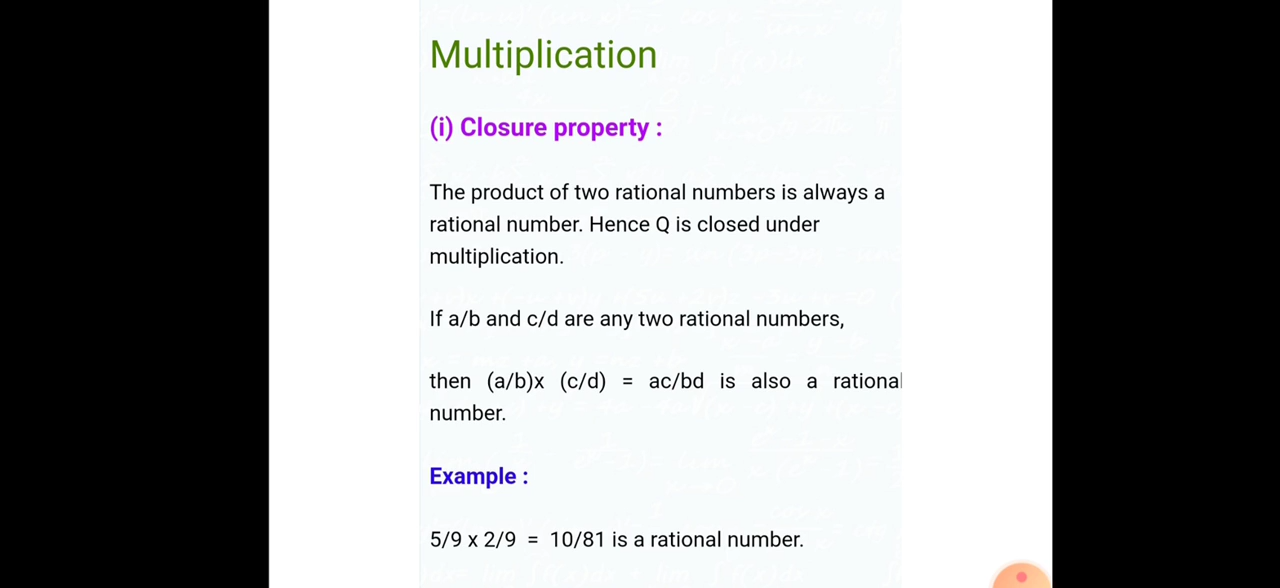 Multiplication
(i) Closure property :
The product of two rational numbers is always a
rational number. Hence Q is closed under
multiplication.
If a/b and c/d are any two rational numbers,
then (a/b)x (c/d) = ac/bd is also a rational
number.
Example :
5/9 x 2/9 = 10/81 is a rational number.